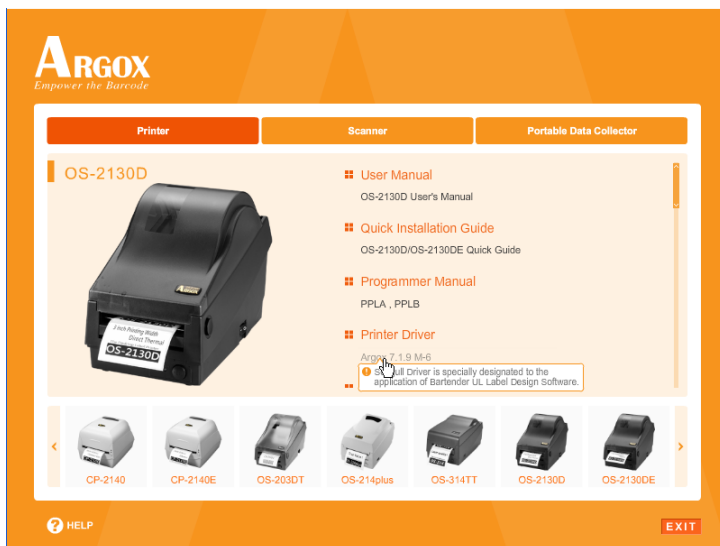 ARGOX
Empower the Barcode
Printer
Scanner
Portable Data Collector
OS-2130D
User Manual
OS-2130D User's Manual
Quick Installation Guide
OS-2130D/OS-2130DE Quick Guide
Programmer Manual
PPLA , PPLB
Printer Driver
Argox 7.1.9 M-6
Driver is specially designated to the
application of Bartender UL Label Design Software.
ARGOX
3 inch Printing Width
Direct Thermal
OS-2130D
CP-2140
CP-2140E
OS-203DT
OS-214plus
OS-314TT
OS-2130D
OS-2130DE
HELP
EXIT